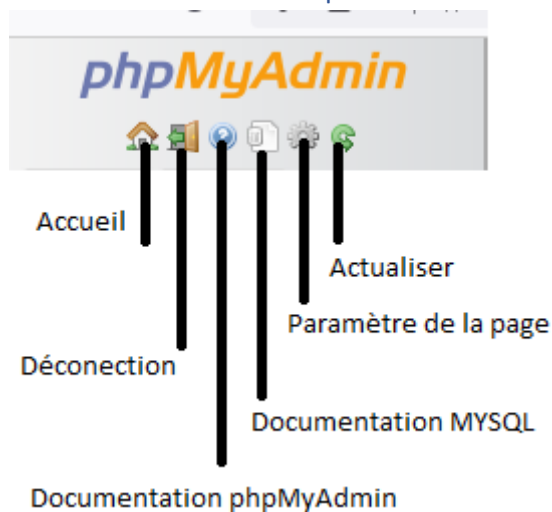 phpMyAdmin
Accueil
Actualiser
Paramètre de la page
Déconection
Documentation MYSQL
Documentation phpMyAdmin